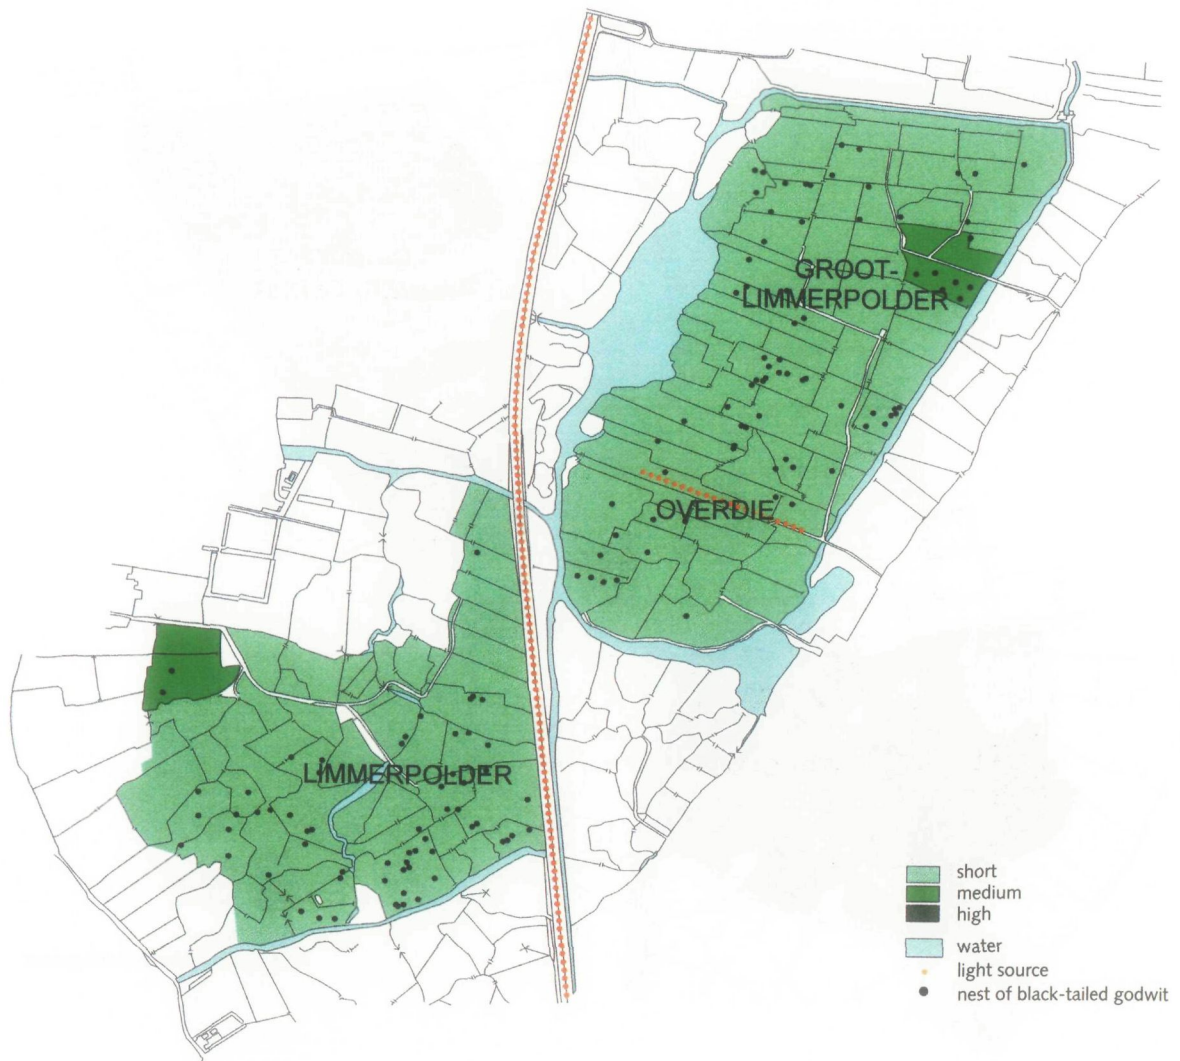 GROOT-
LIMMERPOLDER
OVERDIE
LIMMERPOLDER
short
medium
high
water
light source
nest of black-tailed godwit